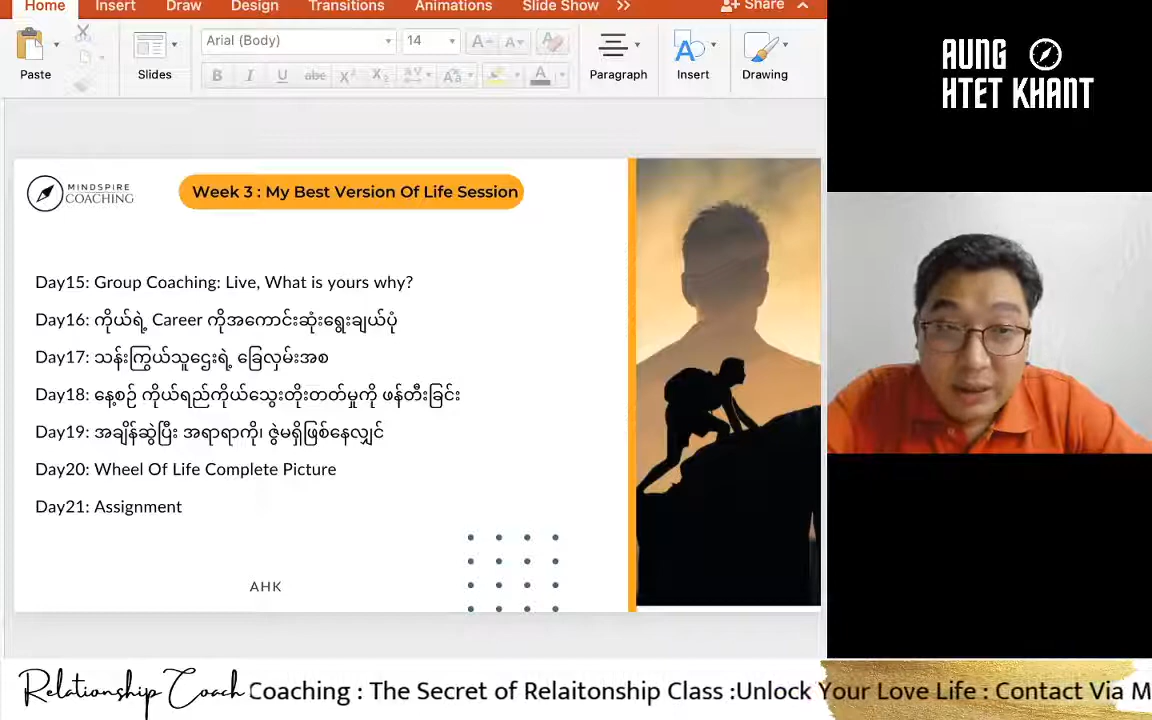 Home Insert Draw Design Transitions Animations Slide Show >> Share
Arial (Body) 14
Paste Slides B I U abc X² X₂ AV Aa A Paragraph Insert Drawing
AUNG
HTET KHANT
MINDSPIRE
COACHING
Week 3 : My Best Version Of Life Session
Day15: Group Coaching: Live, What is yours why?
Day16: ကိုယ်ရဲ့ Career ကိုအကောင်းဆုံးရွေးချယ်ပုံ
Day17: သန်းကြွယ်သူဌေးရဲ့ ခြေလှမ်းအစ
Day18: နေ့စဉ် ကိုယ်ရည်ကိုယ်သွေးတိုးတတ်မှုကို ဖန်တီးခြင်း
Day19: အချိန်ဆွဲပြီး အရာရာကို၊ ဇွဲမရှိဖြစ်နေလျှင်
Day20: Wheel Of Life Complete Picture
Day21: Assignment
AHK
Relationship Coach Coaching : The Secret of Relaitonship Class :Unlock Your Love Life : Contact Via M